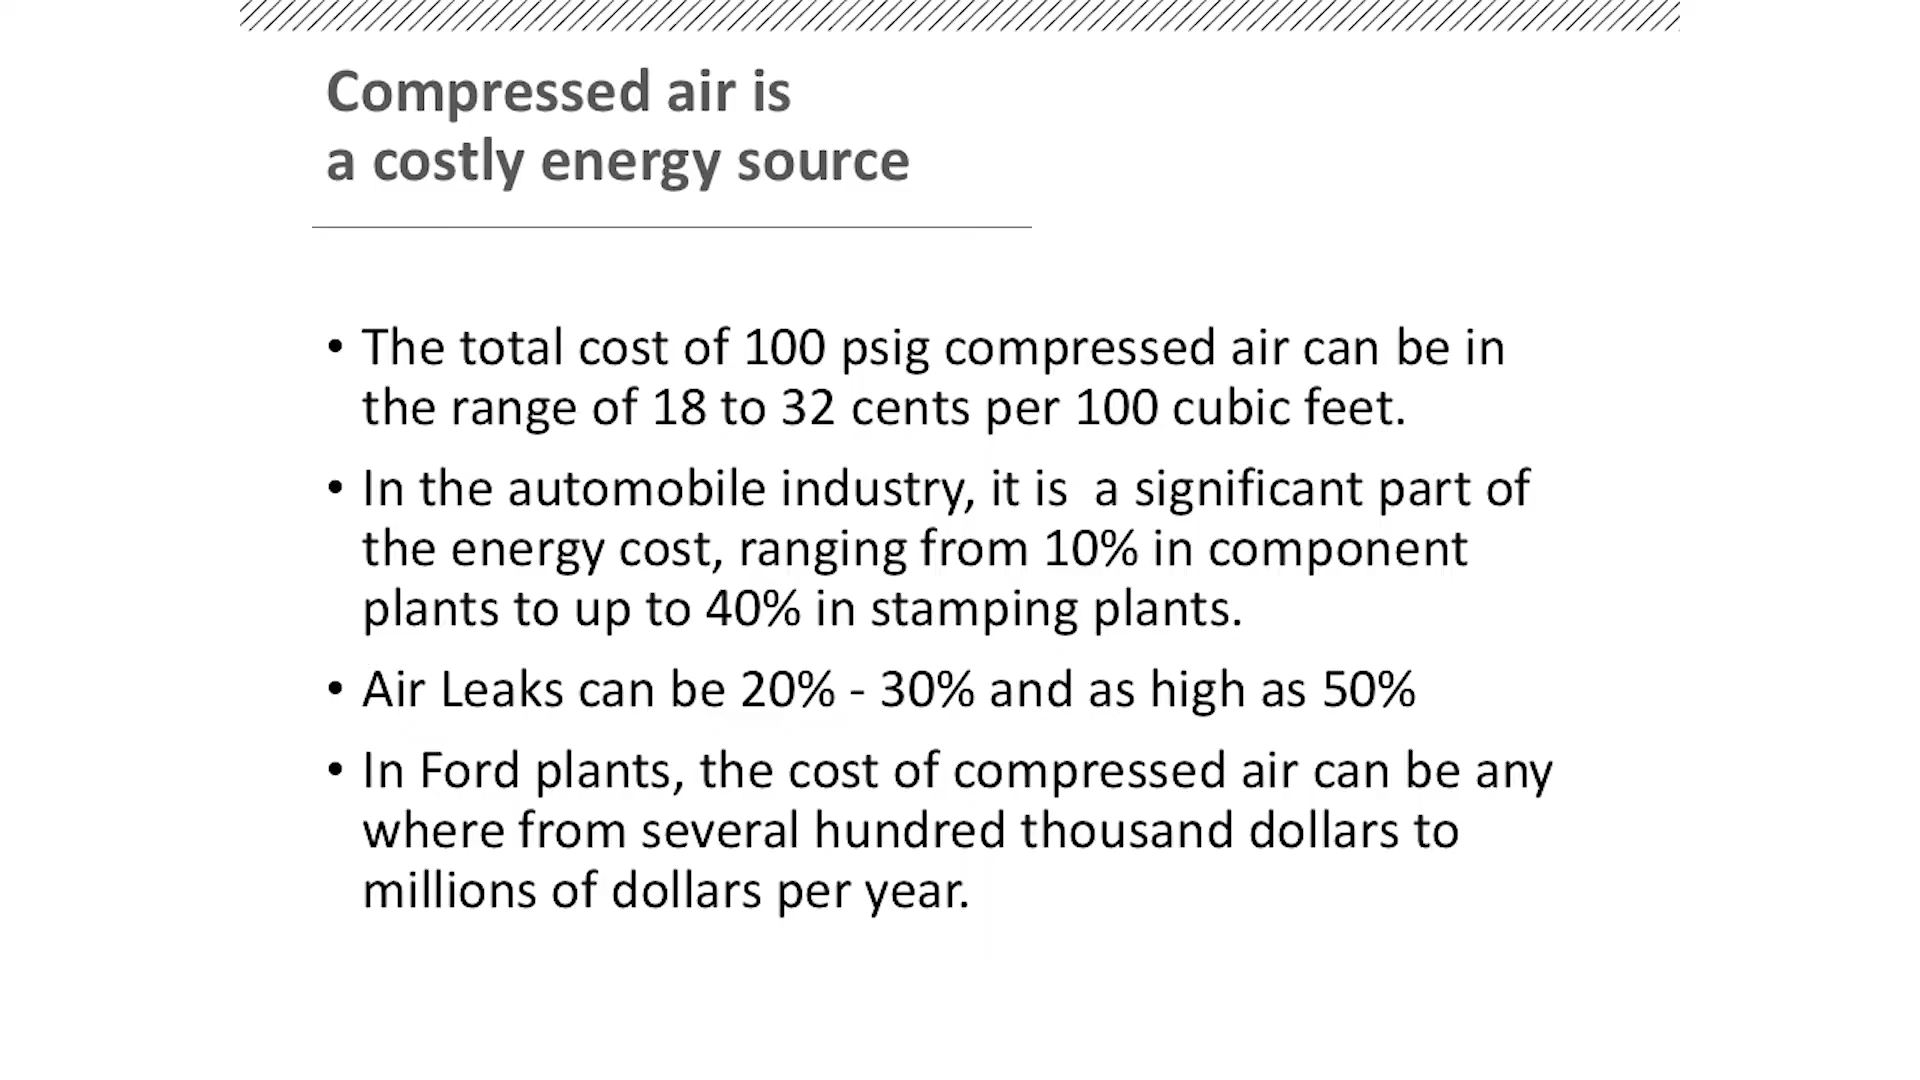 Compressed air is
a costly energy source
• The total cost of 100 psig compressed air can be in
the range of 18 to 32 cents per 100 cubic feet.
• In the automobile industry, it is  a significant part of
the energy cost, ranging from 10% in component
plants to up to 40% in stamping plants.
• Air Leaks can be 20% - 30% and as high as 50%
• In Ford plants, the cost of compressed air can be any
where from several hundred thousand dollars to
millions of dollars per year.